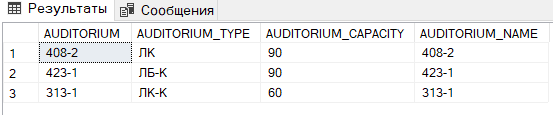 Результаты Сообщения
AUDITORIUM AUDITORIUM_TYPE AUDITORIUM_CAPACITY AUDITORIUM_NAME
1 408-2 ЛК 90 408-2
2 423-1 ЛБ-К 90 423-1
3 313-1 ЛК-К 60 313-1